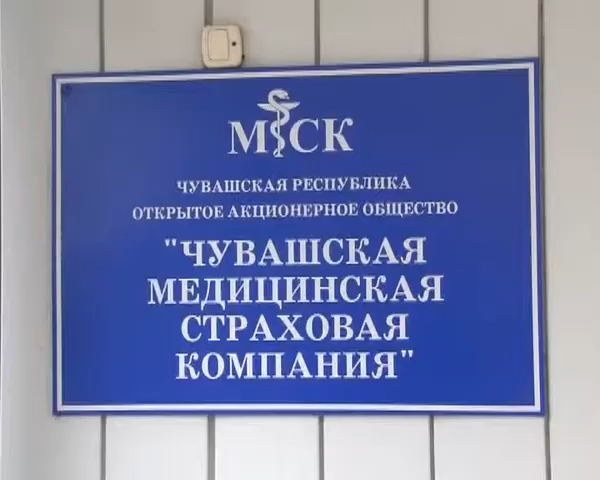 МСК
ЧУВАШСКАЯ РЕСПУБЛИКА
ОТКРЫТОЕ АКЦИОНЕРНОЕ ОБЩЕСТВО
"ЧУВАШСКАЯ
МЕДИЦИНСКАЯ
СТРАХОВАЯ
КОМПАНИЯ"